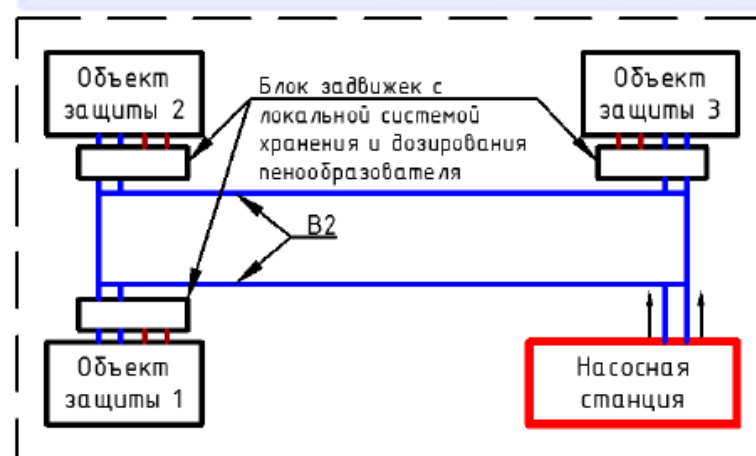 Объект
защиты 2
Блок задвижек с
локальной системой
хранения и дозирования
пенообразователя
Объект
защиты 3
В2
Объект
защиты 1
Насосная
станция